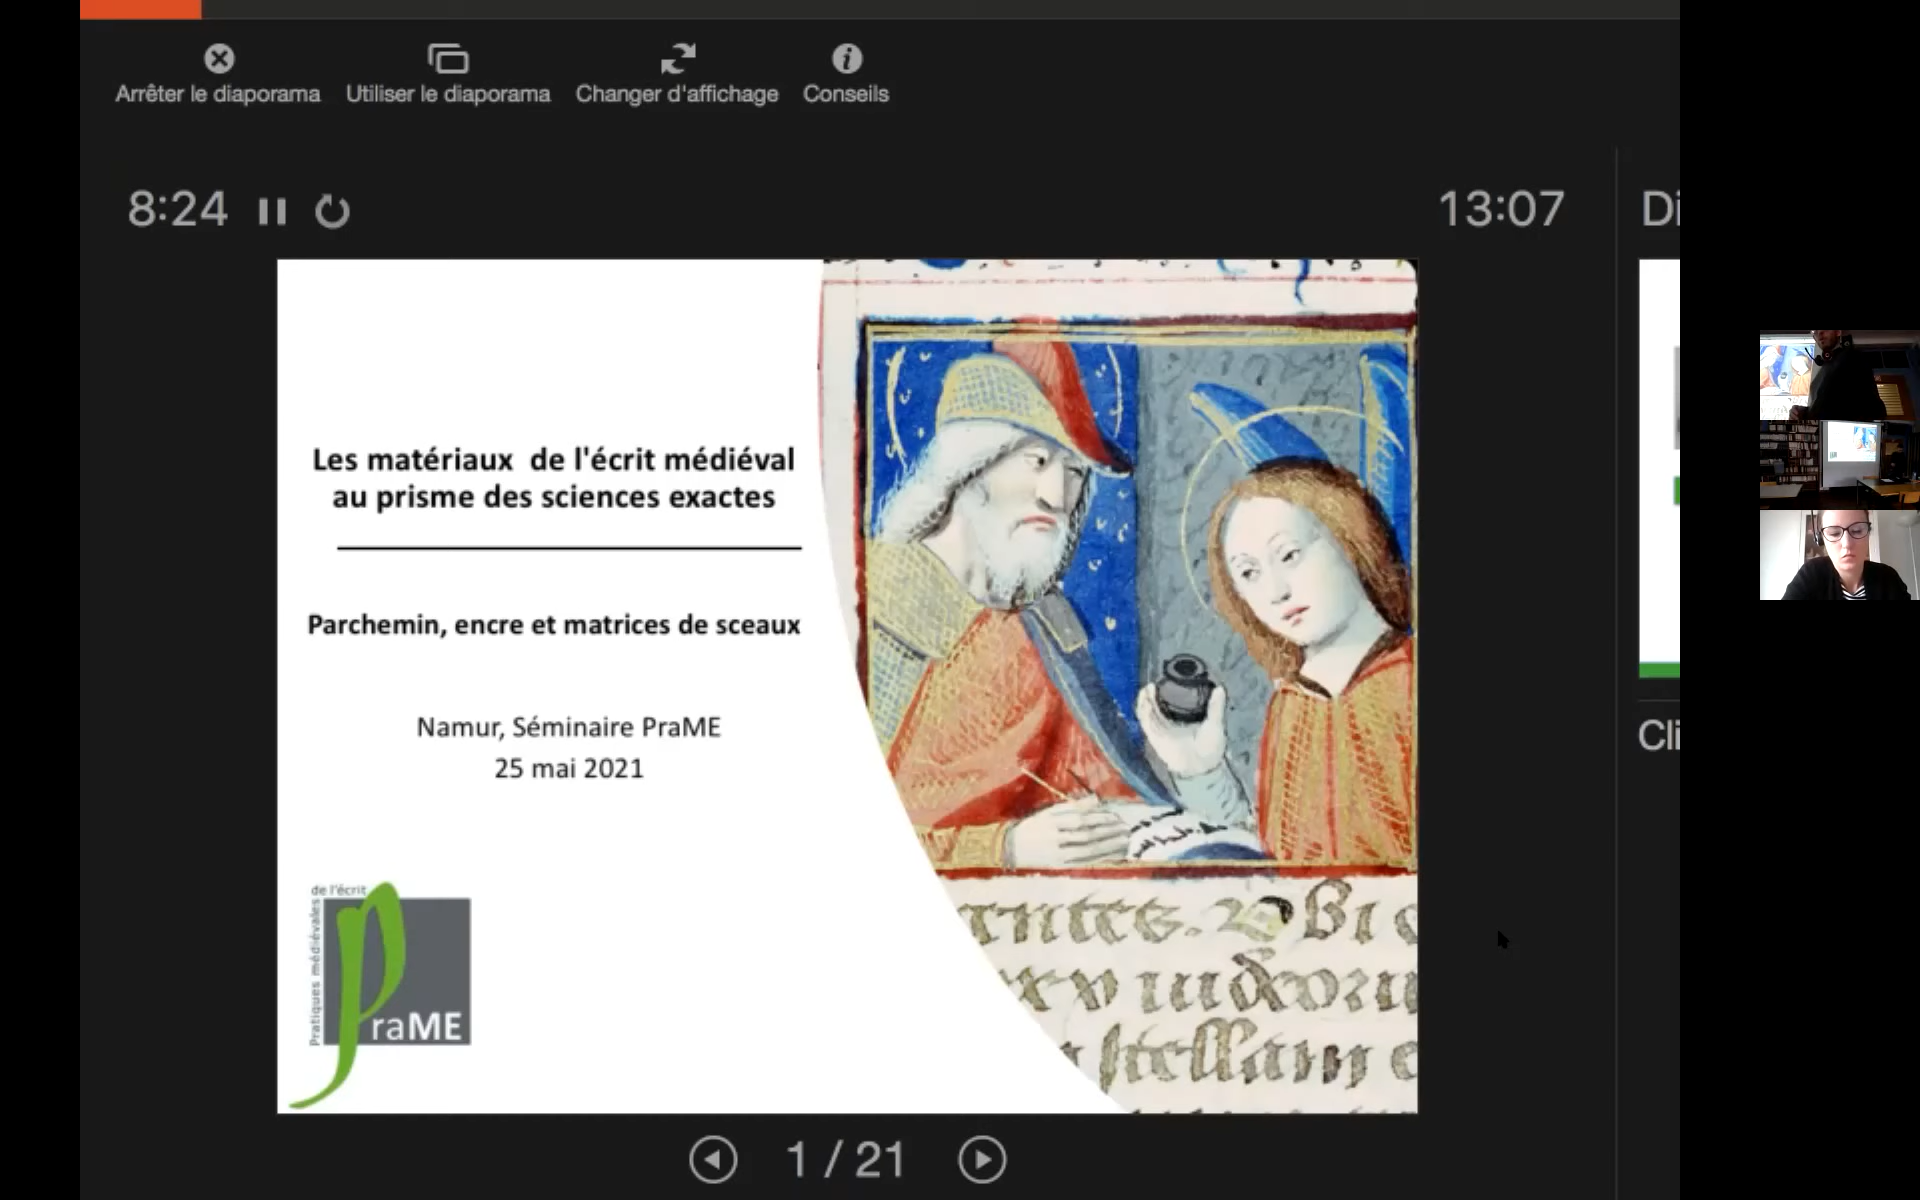 Arrêter le diaporama
Utiliser le diaporama
Changer d'affichage
Conseils
8:24
13:07
Di
Les matériaux de l'écrit médiéval
au prisme des sciences exactes
Parchemin, encre et matrices de sceaux
Namur, Séminaire PraME
25 mai 2021
de l'écrit
Pratiques médiévales
PraME
Cli
1 / 21